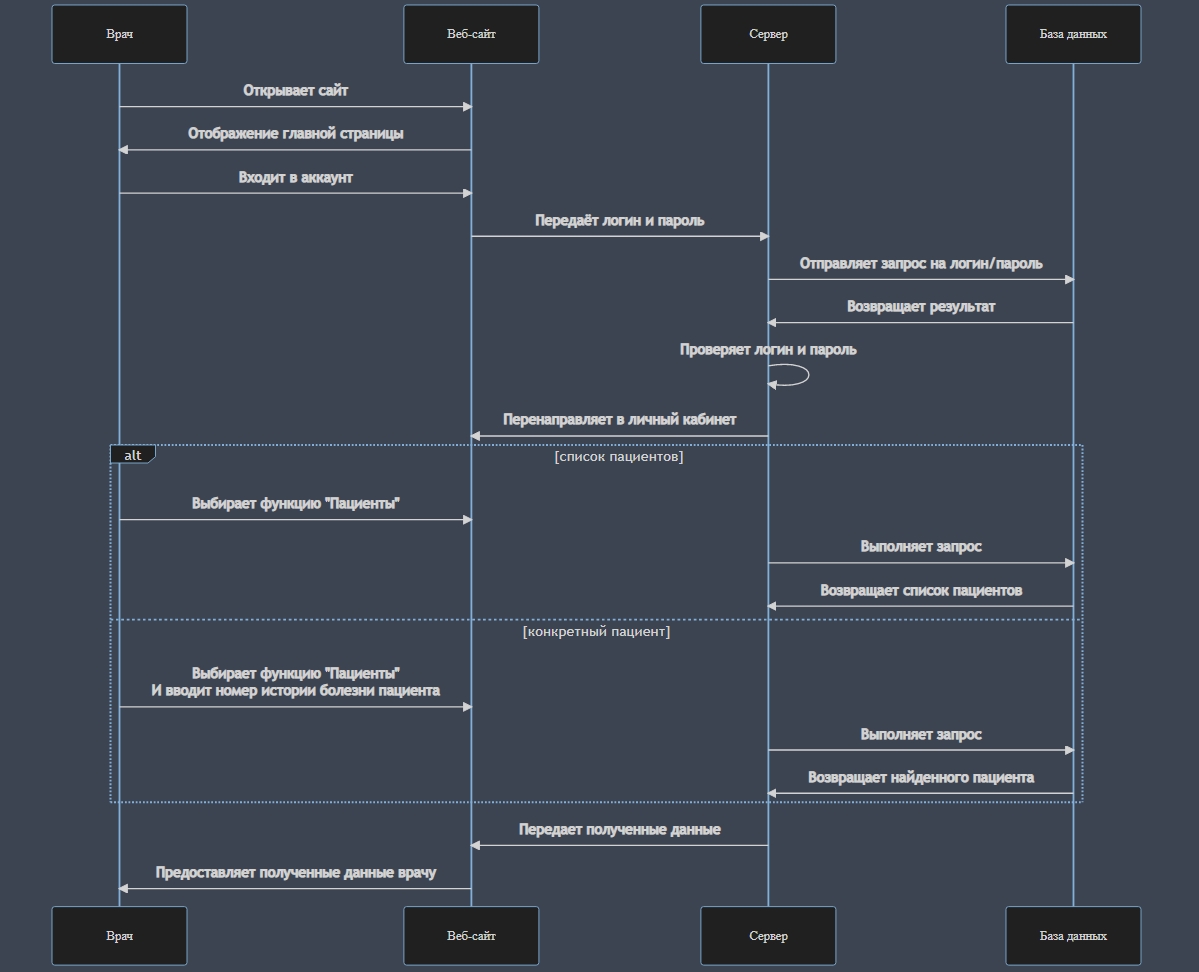 Врач
Веб-сайт
Сервер
База данных
Открывает сайт
Отображение главной страницы
Входит в аккаунт
Передаёт логин и пароль
Отправляет запрос на логин/пароль
Возвращает результат
Проверяет логин и пароль
Перенаправляет в личный кабинет
alt
[список пациентов]
Выбирает функцию "Пациенты"
Выполняет запрос
Возвращает список пациентов
[конкретный пациент]
Выбирает функцию "Пациенты"
И вводит номер истории болезни пациента
Выполняет запрос
Возвращает найденного пациента
Передает полученные данные
Предоставляет полученные данные врачу
Врач
Веб-сайт
Сервер
База данных